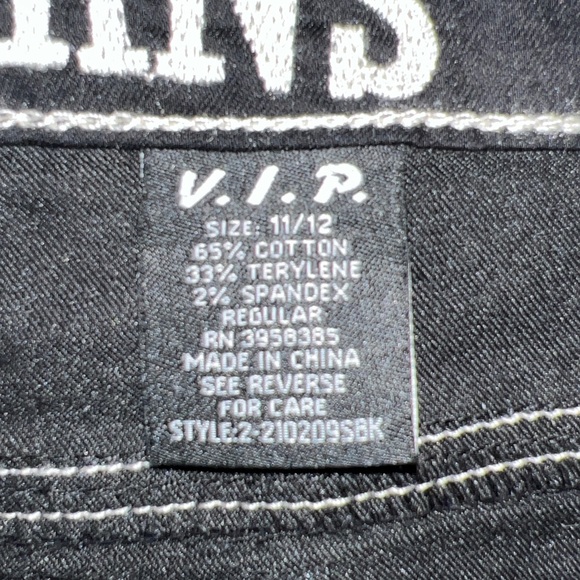 V.I.P.
SIZE: 11/12
65% COTTON
33% TERYLENE
2% SPANDEX
REGULAR
RN 3958385
MADE IN CHINA
SEE REVERSE
FOR CARE
STYLE:2-210209SBK